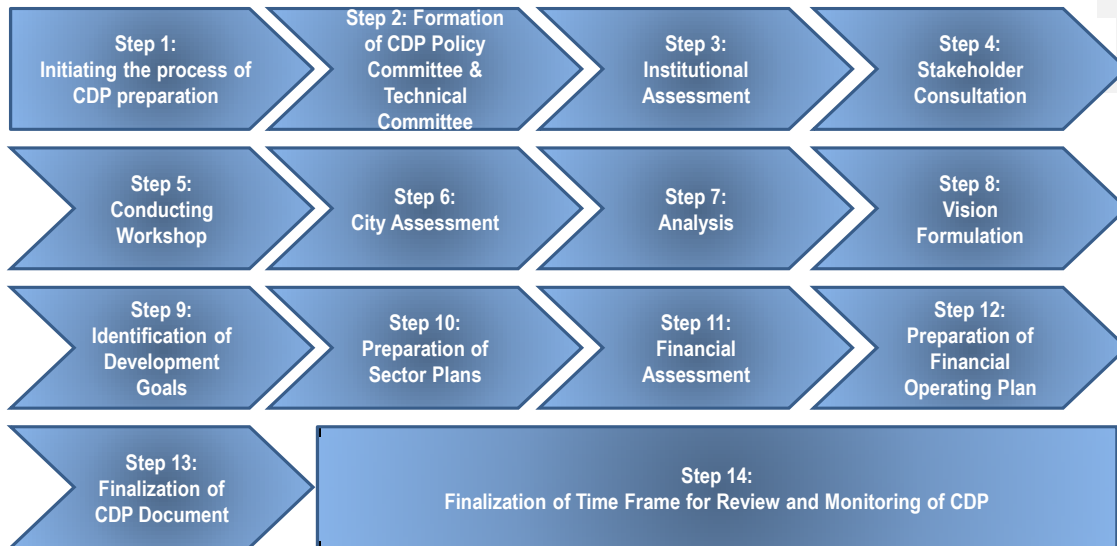 Step 1:
Initiating the process of
CDP preparation
Step 2: Formation
of CDP Policy
Committee &
Technical
Committee
Step 3:
Institutional
Assessment
Step 4:
Stakeholder
Consultation
Step 5:
Conducting
Workshop
Step 6:
City Assessment
Step 7:
Analysis
Step 8:
Vision
Formulation
Step 9:
Identification of
Development
Goals
Step 10:
Preparation of
Sector Plans
Step 11:
Financial
Assessment
Step 12:
Preparation of
Financial
Operating Plan
Step 13:
Finalization of
CDP Document
Step 14:
Finalization of Time Frame for Review and Monitoring of CDP